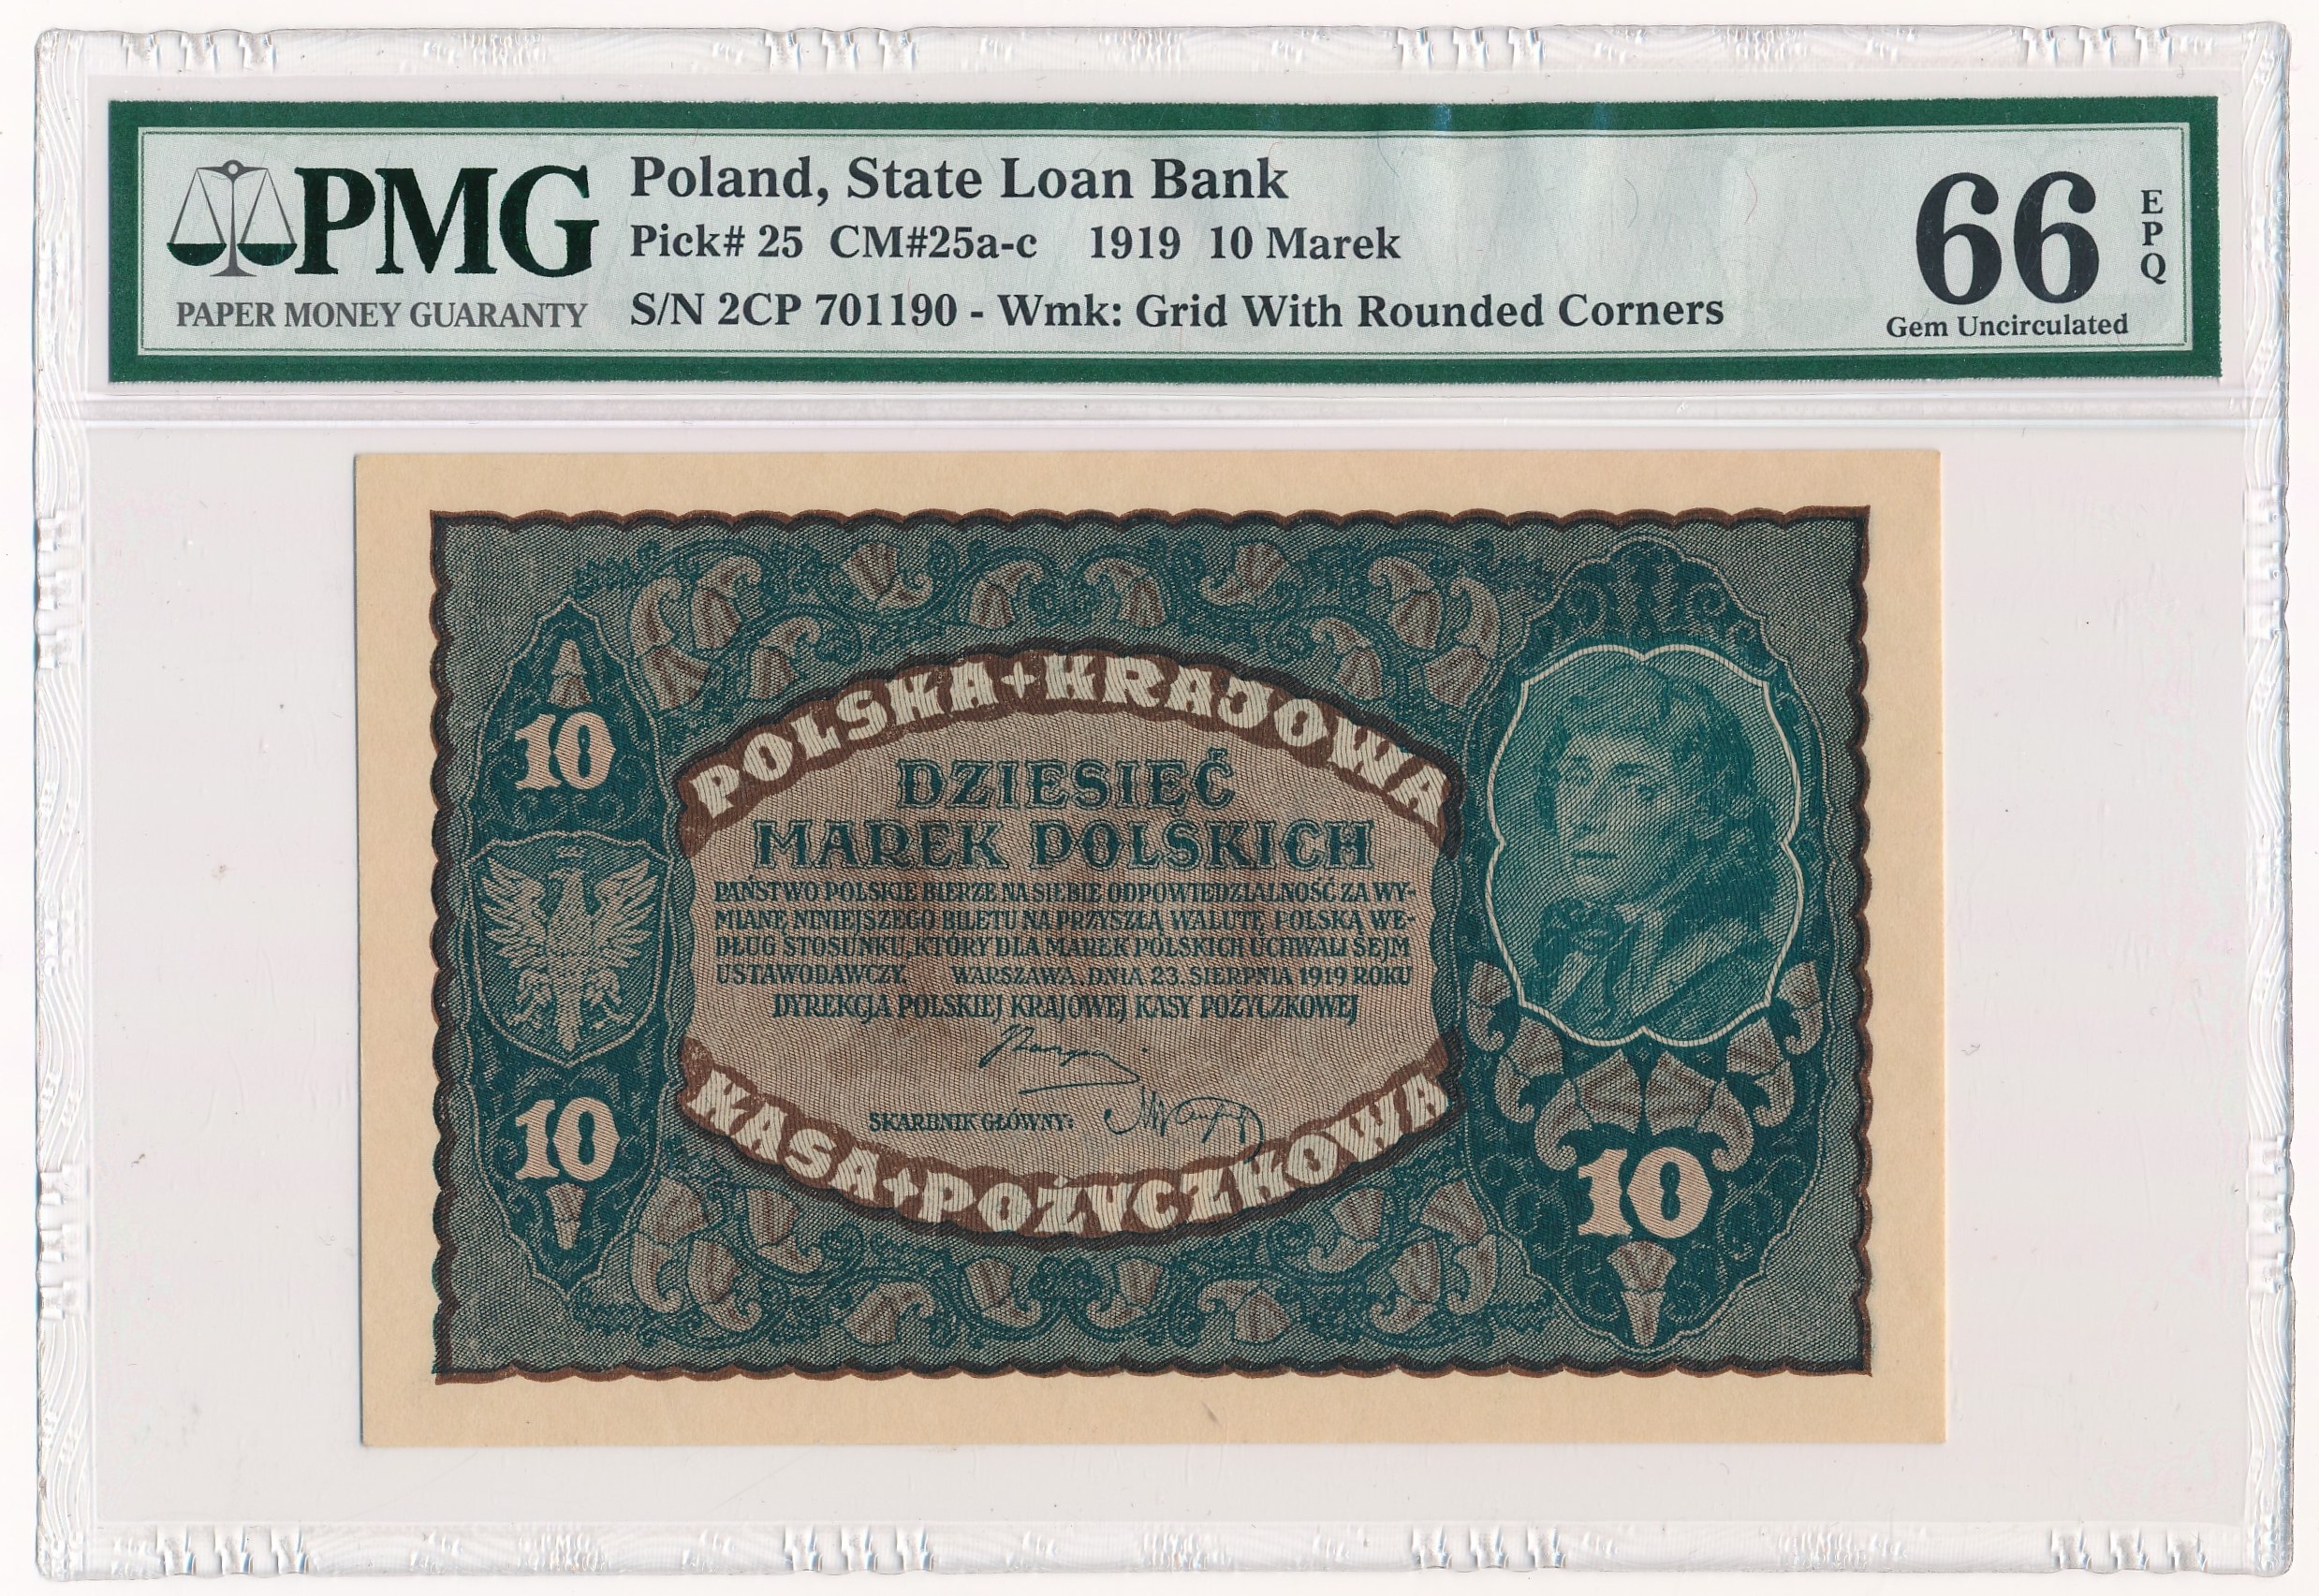 PMG
PAPER MONEY GUARANTY
Poland, State Loan Bank
Pick# 25 CM#25a-c 1919 10 Marek
S/N 2CP 701190 - Wmk: Grid With Rounded Corners
66
EPQ
Gem Uncirculated
POLSKA + KRAJOWA
10
DZIESIĘĆ
MAREK POLSKICH
PAŃSTWO POLSKIE BIERZE NA SIEBIE ODPOWIEDZIALNOŚĆ ZA WY-
MIANĘ NINIEJSZEGO BILETU NA PRZYSZŁĄ WALUTĘ POLSKĄ WE-
DŁUG STOSUNKU, KTÓRY DLA MAREK POLSKICH UCHWALI SEJM
USTAWODAWCZY. WARSZAWA, DNIA 23. SIERPNIA 1919 ROKU
DYREKCJA POLSKIEJ KRAJOWEJ KASY POŻYCZKOWEJ
SKARBNIK GŁÓWNY:
10
10
KASA + POŻYCZKOWA